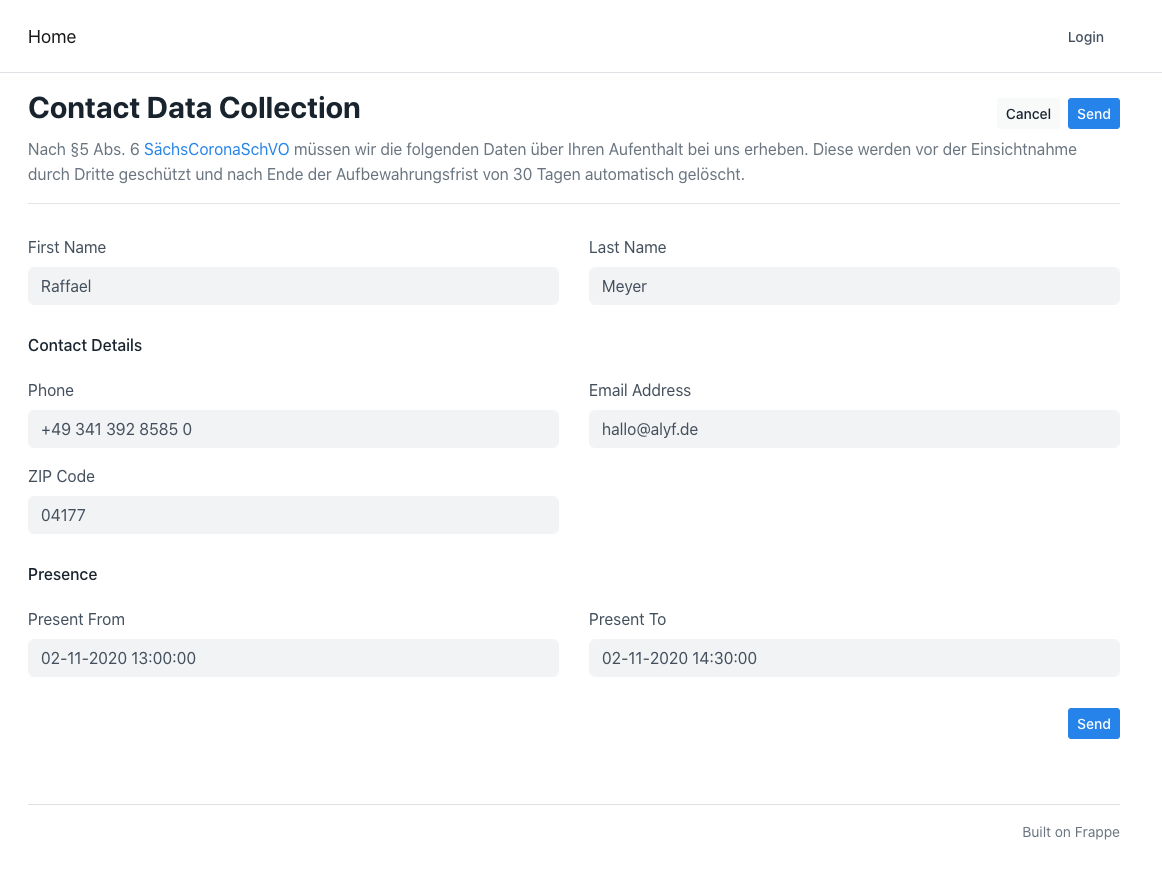 Home
Login
Contact Data Collection
Cancel
Send
Nach §5 Abs. 6 SächsCoronaSchVO müssen wir die folgenden Daten über Ihren Aufenthalt bei uns erheben. Diese werden vor der Einsichtnahme
durch Dritte geschützt und nach Ende der Aufbewahrungsfrist von 30 Tagen automatisch gelöscht.
First Name
Last Name
Raffael
Meyer
Contact Details
Phone
Email Address
+49 341 392 8585 0
hallo@alyf.de
ZIP Code
04177
Presence
Present From
Present To
02-11-2020 13:00:00
02-11-2020 14:30:00
Send
Built on Frappe